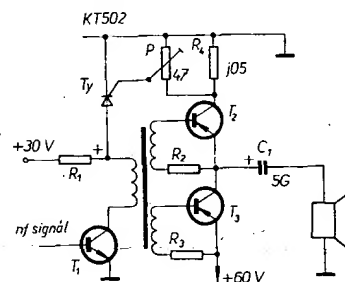 KT502
P
R4
47
j05
Ty
T2
+30 V
+
R1
R2
+
C1
5G
T3
nf signál
T1
R3
+60 V